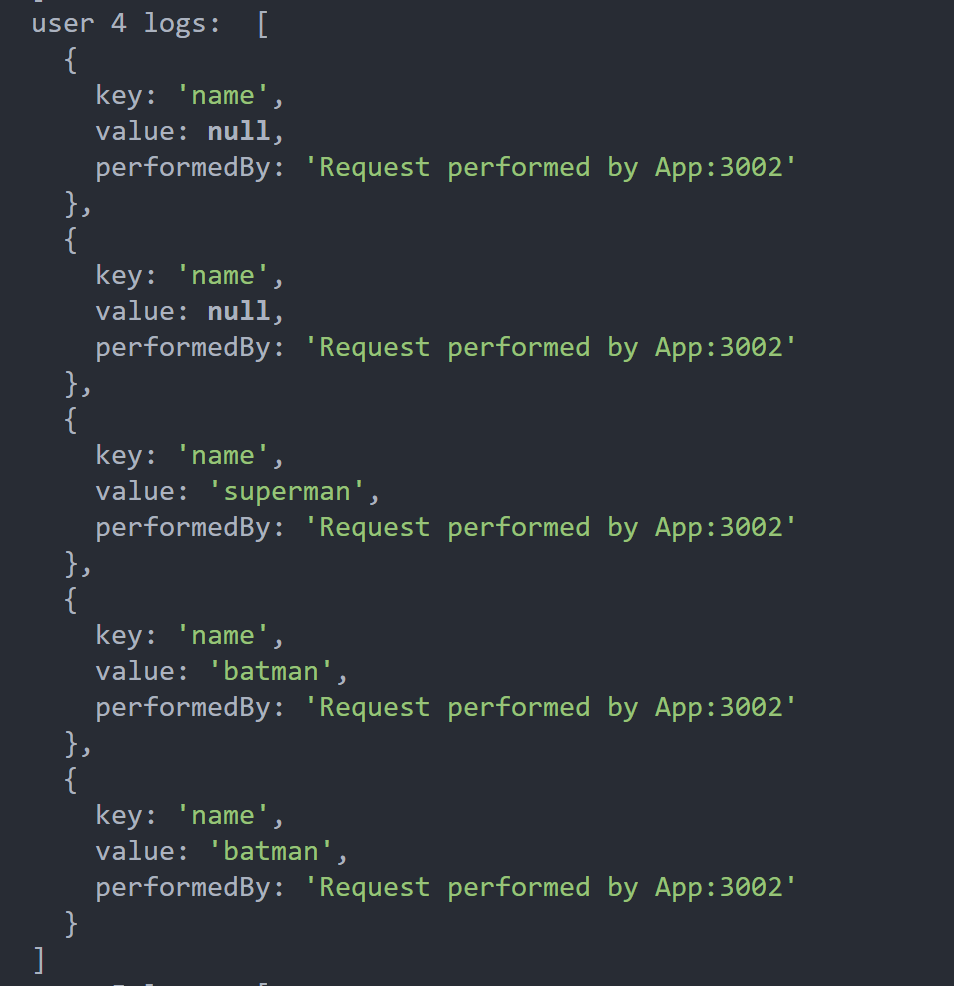 user 4 logs:  [
  {
    key: 'name',
    value: null,
    performedBy: 'Request performed by App:3002'
  },
  {
    key: 'name',
    value: null,
    performedBy: 'Request performed by App:3002'
  },
  {
    key: 'name',
    value: 'superman',
    performedBy: 'Request performed by App:3002'
  },
  {
    key: 'name',
    value: 'batman',
    performedBy: 'Request performed by App:3002'
  },
  {
    key: 'name',
    value: 'batman',
    performedBy: 'Request performed by App:3002'
  }
]